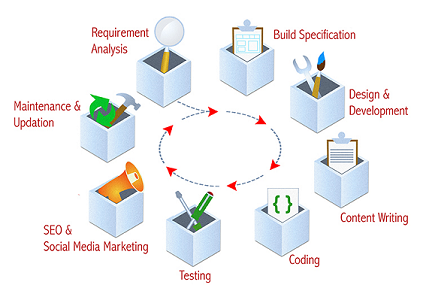 Requirement
Analysis
Build Specification
Design &
Development
Content Writing
Coding
{ }
Testing
SEO &
Social Media Marketing
Maintenance &
Updation